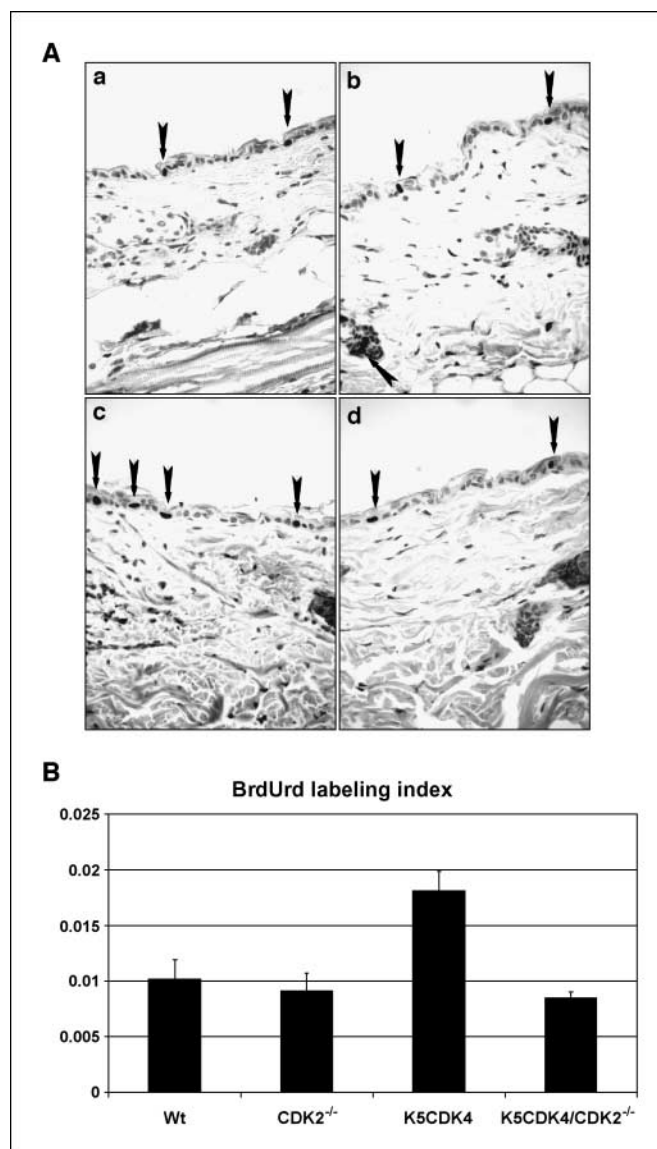 A
a
b
c
d
B
BrdUrd labeling index
0.025
0.02
0.015
0.01
0.005
0
Wt CDK2-/- K5CDK4 K5CDK4/CDK2-/-